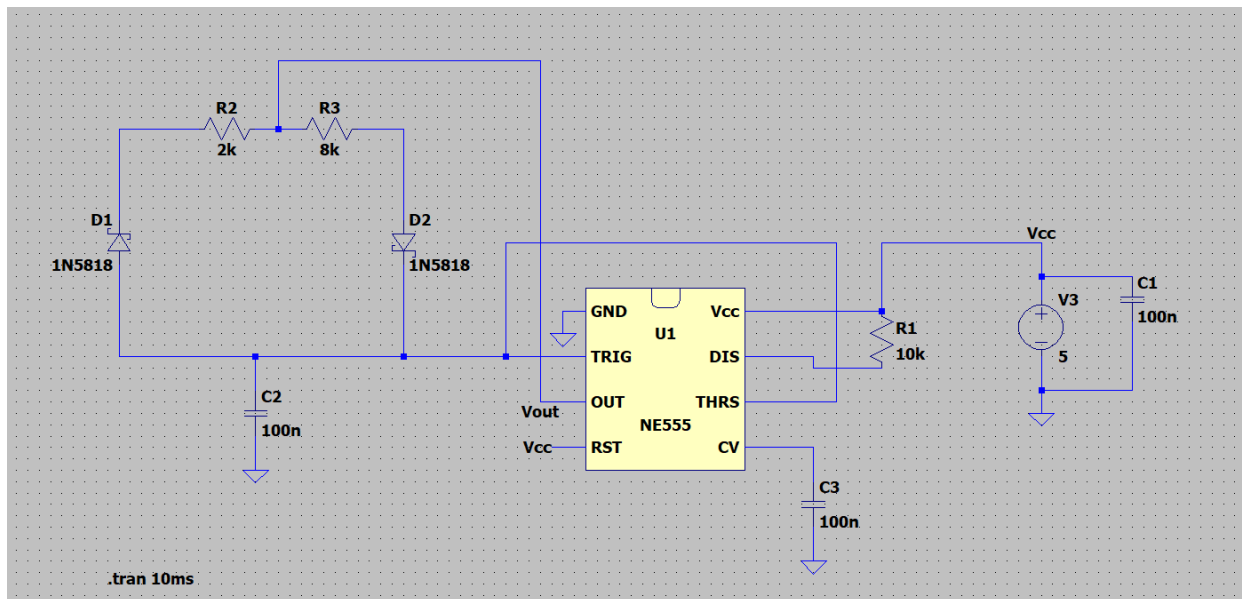 R2
2k
R3
8k
D1
1N5818
D2
1N5818
C2
100n
Vout
Vcc
GND
TRIG
OUT
RST
U1
NE555
Vcc
DIS
THRS
CV
R1
10k
Vcc
V3
5
C1
100n
C3
100n
.tran 10ms